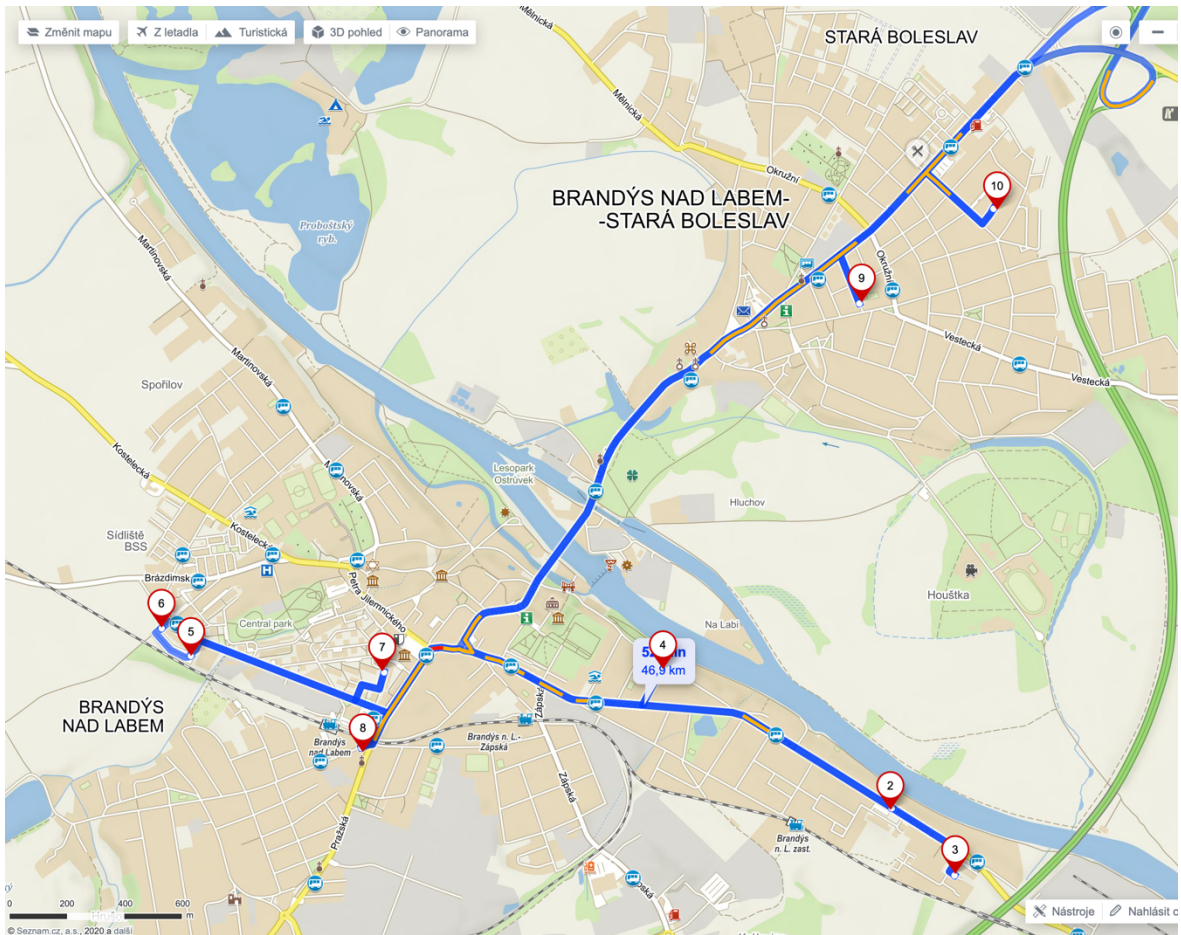 Změnit mapu
Z letadla
Turistická
3D pohled
Panorama
Mělnická
STARÁ BOLESLAV
Mělnická
Okružní
10
BRANDÝS NAD LABEM-
-STARÁ BOLESLAV
Proboštský
ryb.
Martinovská
Okružní
9
Vestecká
Vestecká
Martinovská
Spořilov
Kostelecká
Lesopark
Ostrůvek
Hluchov
Sídliště
BSS
Kostelecká
Brázdimsk
Petra Jilemnického
Houštka
6
Central park
5
Na Labi
7
4
46,9 km
BRANDÝS
NAD LABEM
8
Brandýs
nad Labem
Brandýs n. L.-
Zápská
Zápská
Zápská
2
Pražská
Brandýs
n. L. zast.
3
0
200
400
600
m
© Seznam.cz, a.s., 2020 a další
Nástroje
Nahlásit c